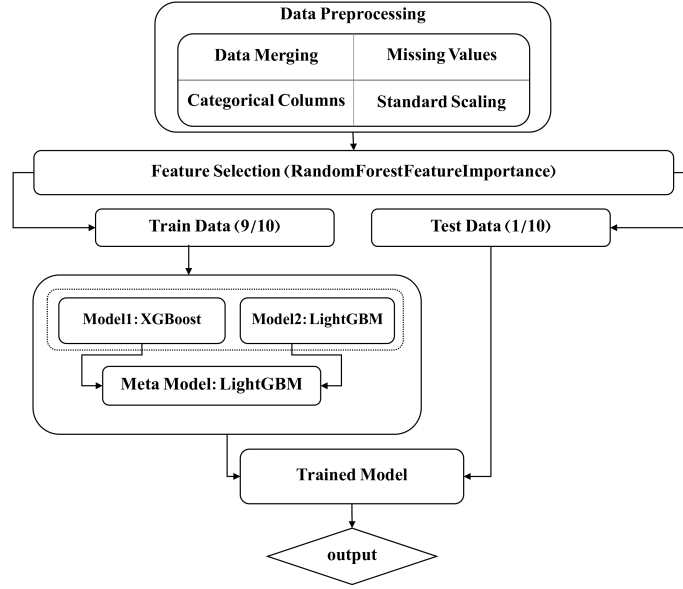 Data Preprocessing
Data Merging
Missing Values
Categorical Columns
Standard Scaling
Feature Selection (RandomForestFeatureImportance)
Train Data (9/10)
Test Data (1/10)
Model1: XGBoost
Model2: LightGBM
Meta Model: LightGBM
Trained Model
output